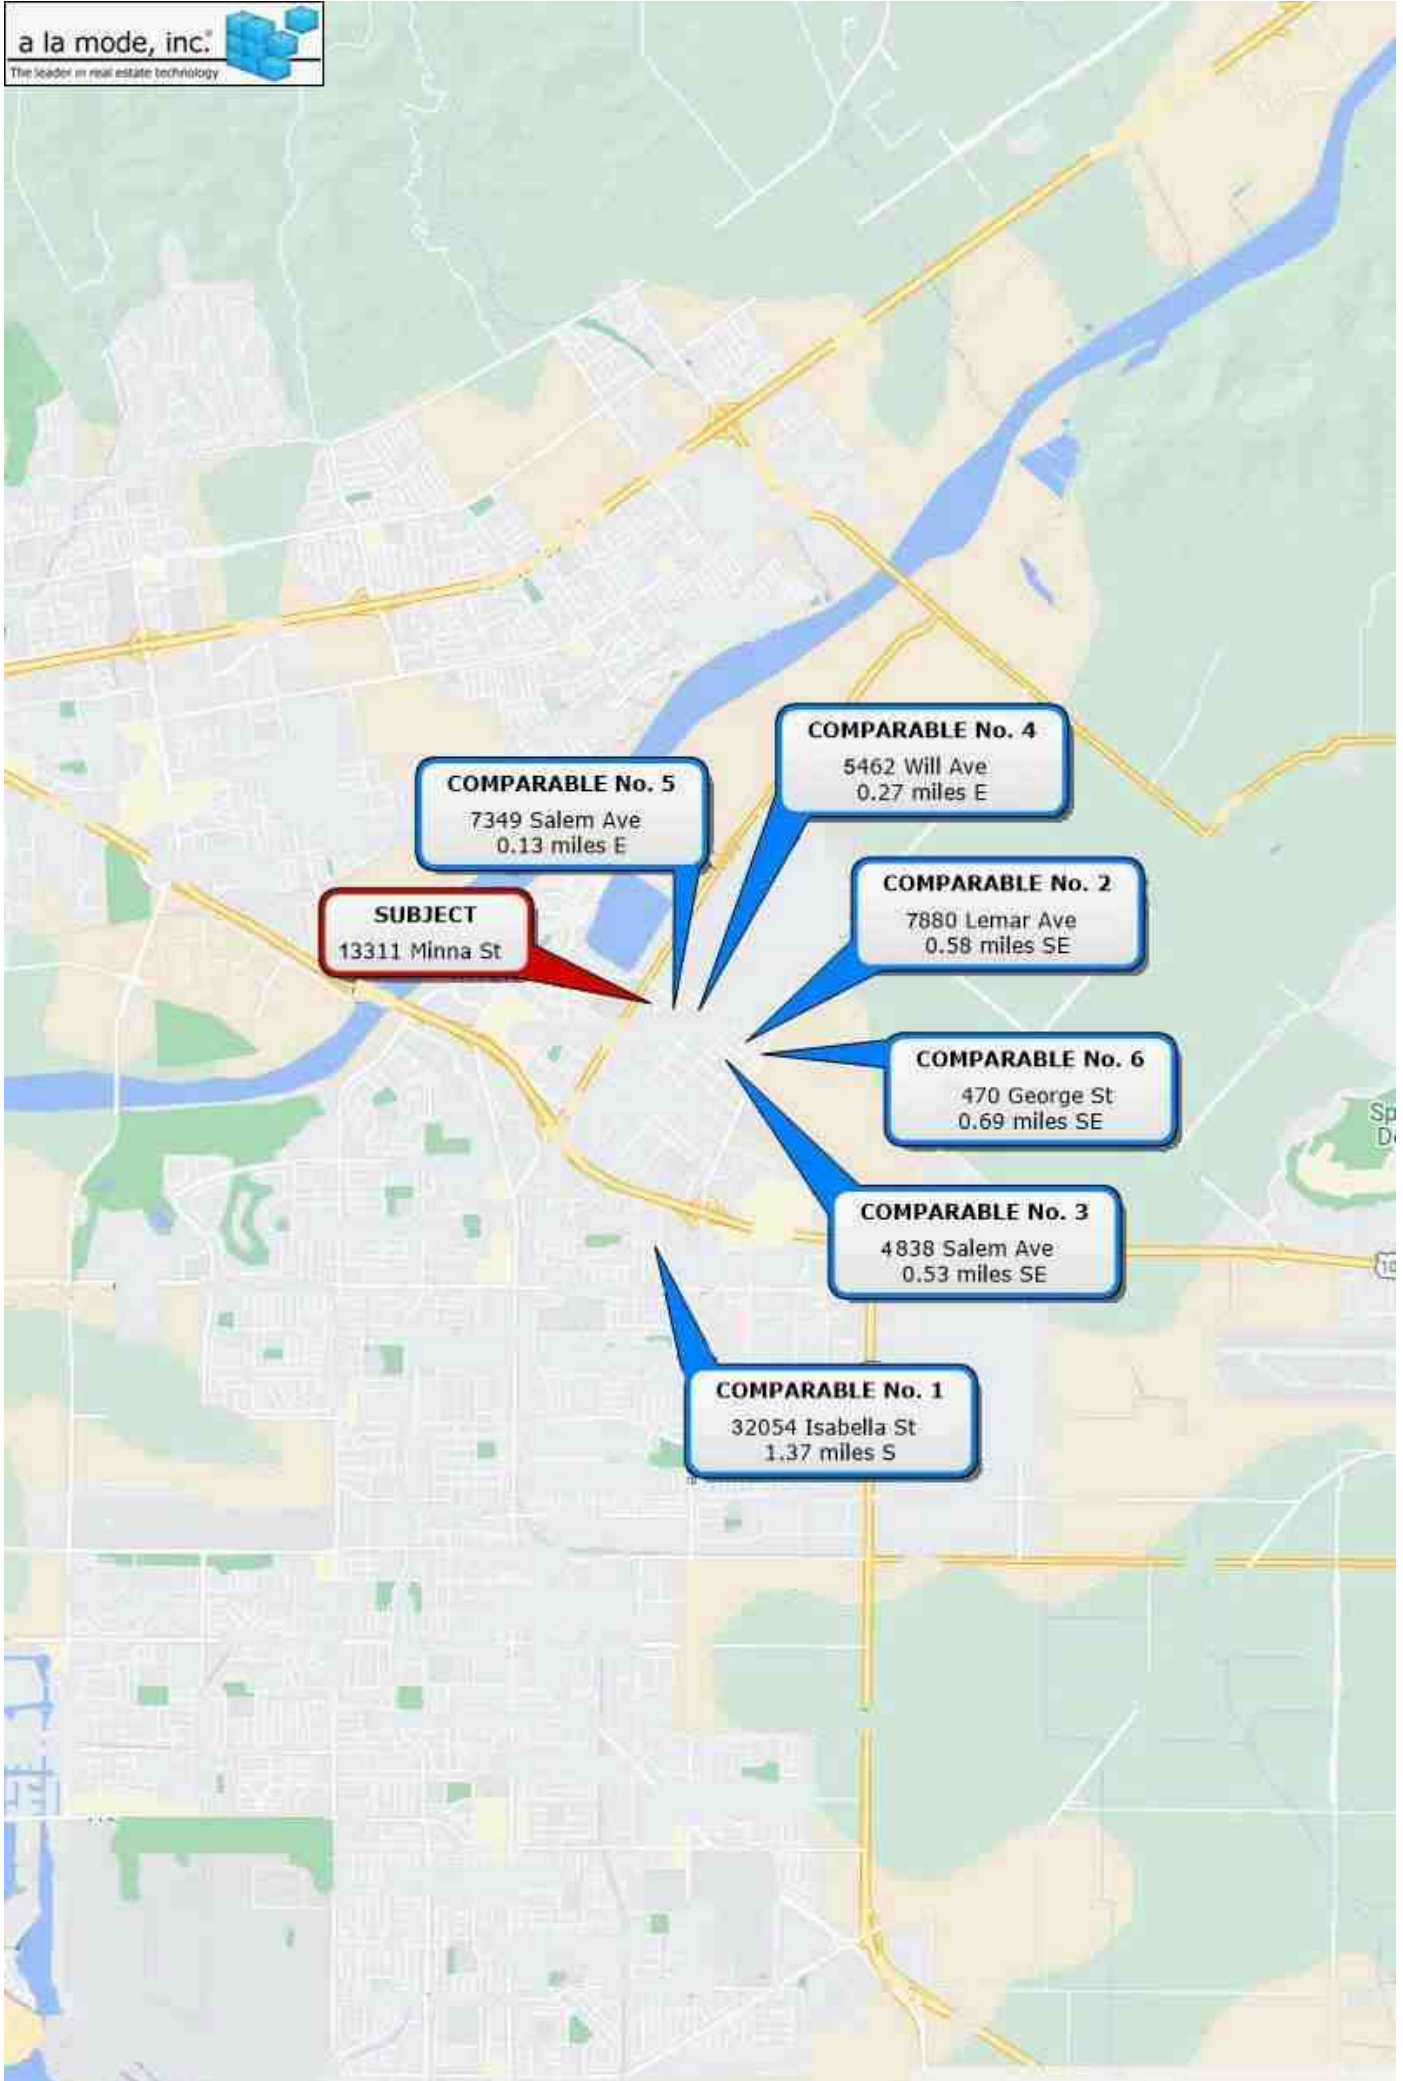 a la mode, inc.®
The leader in real estate technology
COMPARABLE No. 4
5462 Will Ave
0.27 miles E
COMPARABLE No. 5
7349 Salem Ave
0.13 miles E
COMPARABLE No. 2
7880 Lemar Ave
0.58 miles SE
SUBJECT
13311 Minna St
COMPARABLE No. 6
470 George St
0.69 miles SE
Sp
COMPARABLE No. 3
4838 Salem Ave
0.53 miles SE
10
COMPARABLE No. 1
32054 Isabella St
1.37 miles S